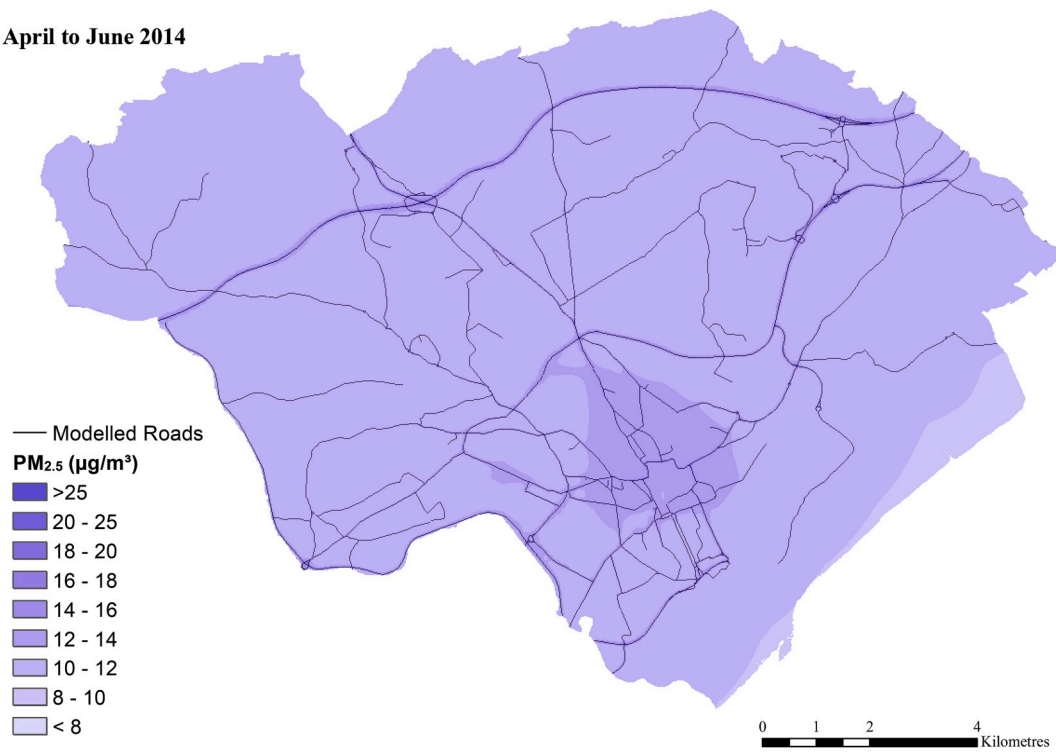 April to June 2014
Modelled Roads
PM₂.₅ (µg/m³)
>25
20 - 25
18 - 20
16 - 18
14 - 16
12 - 14
10 - 12
8 - 10
< 8
0 1 2 4
Kilometres